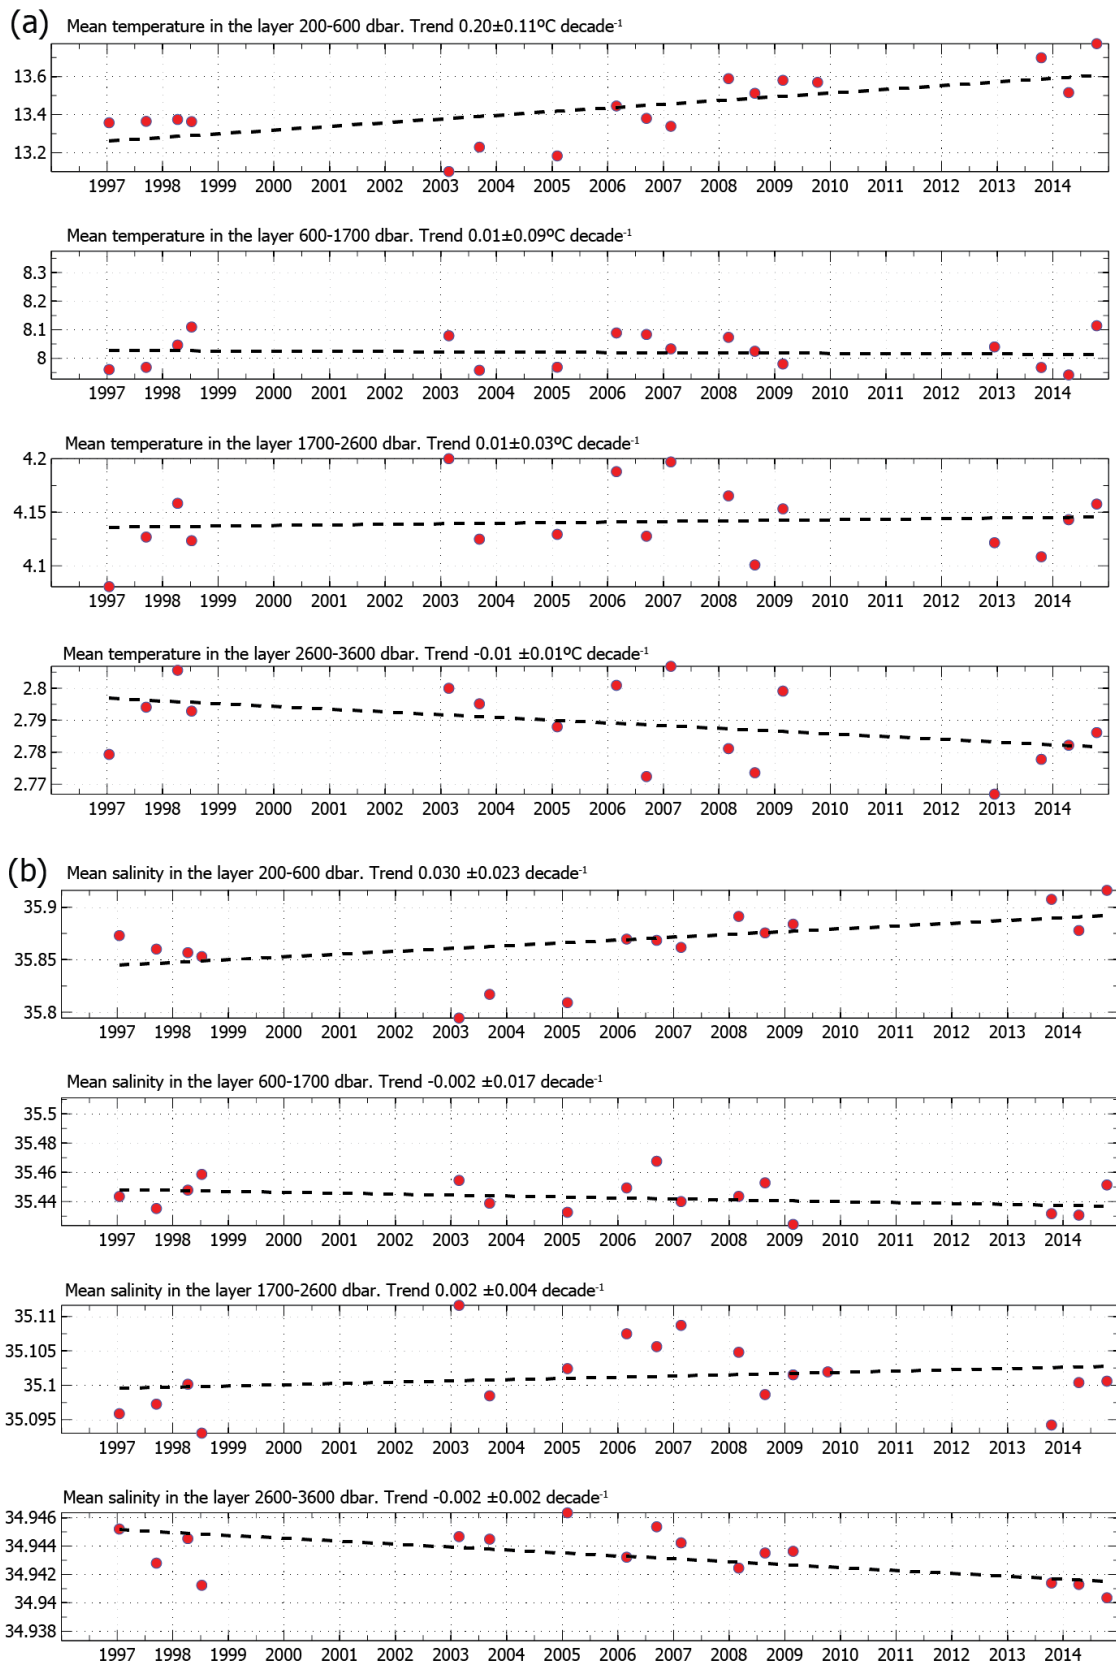 (a) Mean temperature in the layer 200-600 dbar. Trend 0.20±0.11ºC decade⁻¹
13.6
13.4
13.2
1997 1998 1999 2000 2001 2002 2003 2004 2005 2006 2007 2008 2009 2010 2011 2012 2013 2014
Mean temperature in the layer 600-1700 dbar. Trend 0.01±0.09ºC decade⁻¹
8.3
8.2
8.1
8
1997 1998 1999 2000 2001 2002 2003 2004 2005 2006 2007 2008 2009 2010 2011 2012 2013 2014
Mean temperature in the layer 1700-2600 dbar. Trend 0.01±0.03ºC decade⁻¹
4.2
4.15
4.1
1997 1998 1999 2000 2001 2002 2003 2004 2005 2006 2007 2008 2009 2010 2011 2012 2013 2014
Mean temperature in the layer 2600-3600 dbar. Trend -0.01 ±0.01ºC decade⁻¹
2.8
2.79
2.78
2.77
1997 1998 1999 2000 2001 2002 2003 2004 2005 2006 2007 2008 2009 2010 2011 2012 2013 2014
(b) Mean salinity in the layer 200-600 dbar. Trend 0.030 ±0.023 decade⁻¹
35.9
35.85
35.8
1997 1998 1999 2000 2001 2002 2003 2004 2005 2006 2007 2008 2009 2010 2011 2012 2013 2014
Mean salinity in the layer 600-1700 dbar. Trend -0.002 ±0.017 decade⁻¹
35.5
35.48
35.46
35.44
1997 1998 1999 2000 2001 2002 2003 2004 2005 2006 2007 2008 2009 2010 2011 2012 2013 2014
Mean salinity in the layer 1700-2600 dbar. Trend 0.002 ±0.004 decade⁻¹
35.11
35.105
35.1
35.095
1997 1998 1999 2000 2001 2002 2003 2004 2005 2006 2007 2008 2009 2010 2011 2012 2013 2014
Mean salinity in the layer 2600-3600 dbar. Trend -0.002 ±0.002 decade⁻¹
34.946
34.944
34.942
34.94
34.938
1997 1998 1999 2000 2001 2002 2003 2004 2005 2006 2007 2008 2009 2010 2011 2012 2013 2014